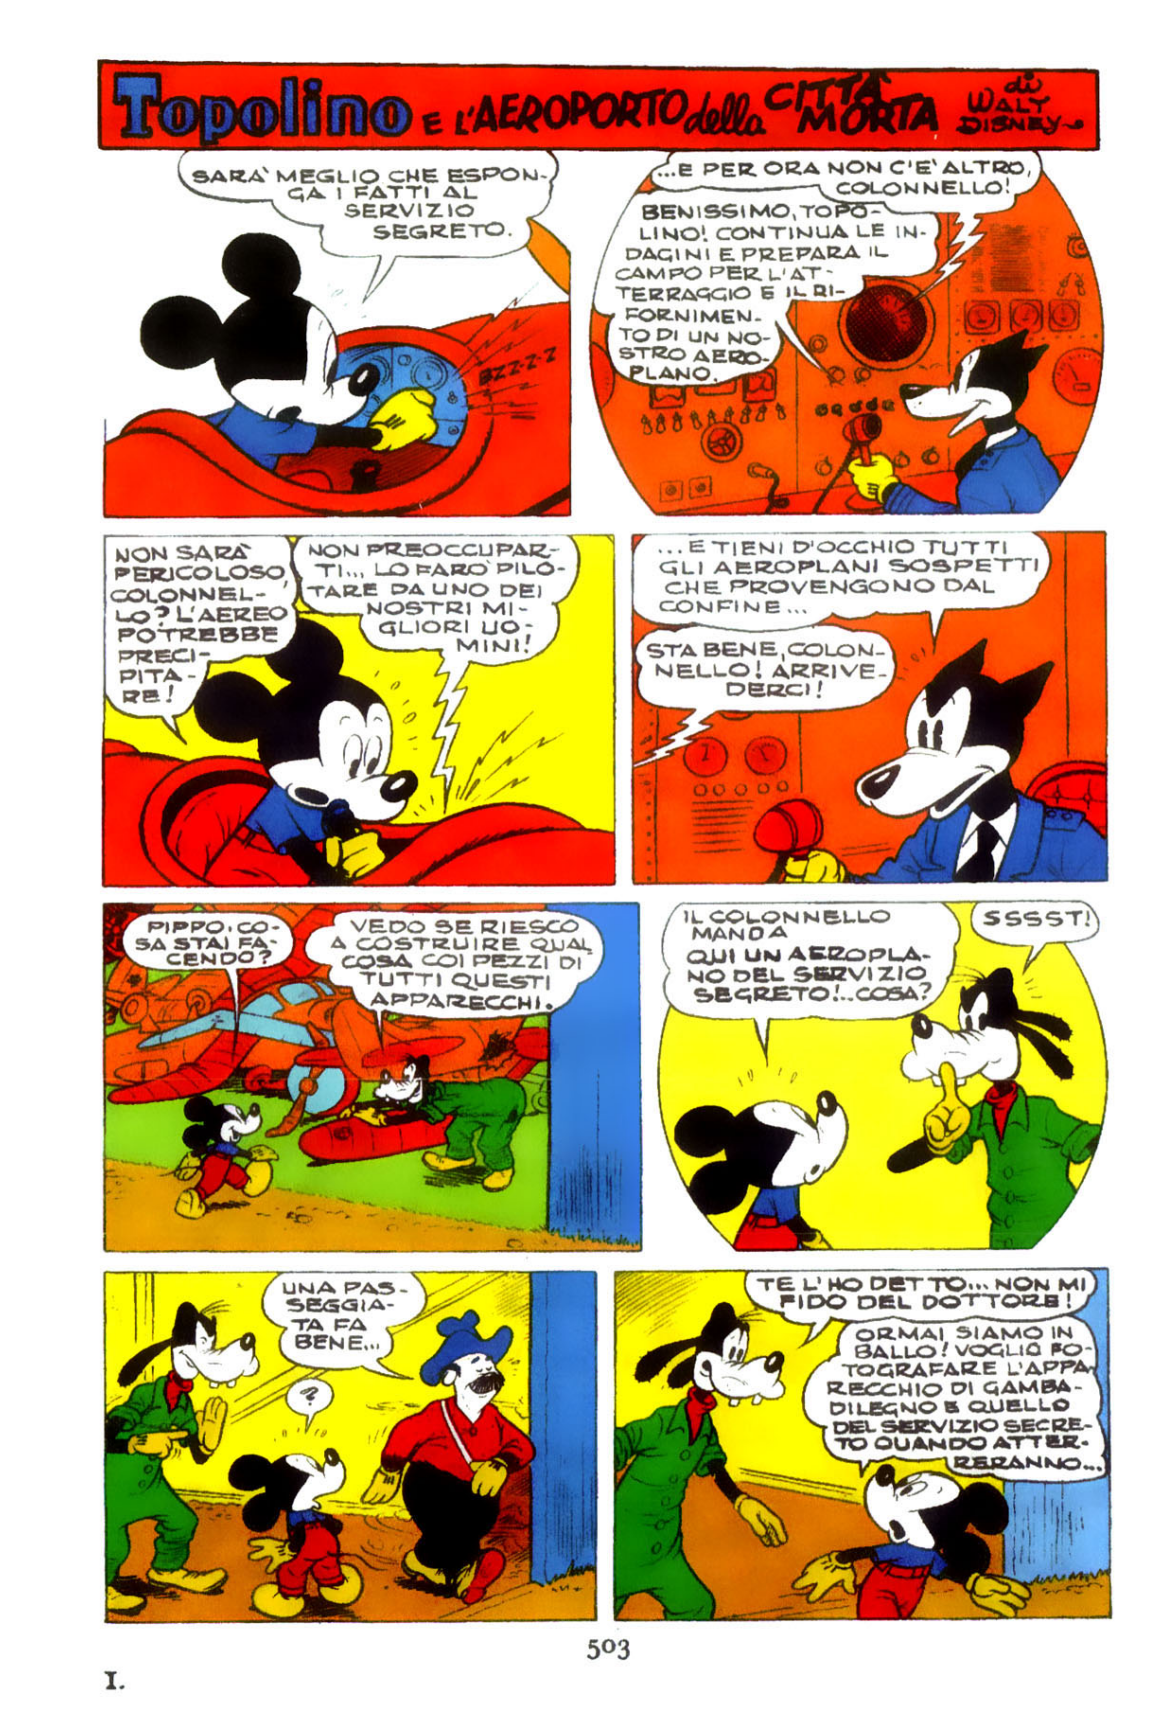 Topolino E L'AEROPORTO della CITTÀ MORTA di WALT DISNEY
SARA' MEGLIO CHE ESPON-
GA I FATTI AL
SERVIZIO
SEGRETO.
BZZ-Z-Z
...E PER ORA NON C'E' ALTRO,
COLONNELLO!
BENISSIMO, TOPO-
LINO! CONTINUA LE IN-
DAGINI E PREPARA IL
CAMPO PER L'AT-
TERRAGGIO E IL RI-
FORNIMEN-
TO DI UN NO-
STRO AERO-
PLANO.
NON SARA'
PERICOLOSO,
COLONNEL-
LO? L'AEREO
POTREBBE
PRECI-
PITA-
RE!
NON PREOCCUPAR-
TI... LO FARO' PILO-
TARE DA UNO DEI
NOSTRI MI-
GLIORI UO-
MINI!
...E TIENI D'OCCHIO TUTTI
GLI AEROPLANI SOSPETTI
CHE PROVENGONO DAL
CONFINE...
STA BENE, COLON-
NELLO! ARRIVE-
DERCI!
PIPPO, CO-
SA STAI FA-
CENDO?
VEDO SE RIESCO
A COSTRUIRE QUAL
COSA COI PEZZI DI
TUTTI QUESTI
APPARECCHI.
IL COLONNELLO
MANDA
QUI UN AEROPLA-
NO DEL SERVIZIO
SEGRETO!..COSA?
SSSST!
UNA PAS-
SEGGIA-
TA FA
BENE...
?
TE L'HO DETTO... NON MI
FIDO DEL DOTTORE!
ORMAI SIAMO IN
BALLO! VOGLIO FO-
TOGRAFARE L'APPA
RECCHIO DI GAMBA-
DILEGNO E QUELLO
DEL SERVIZIO SECRE-
TO QUANDO ATTER-
RERANNO...
503
I.